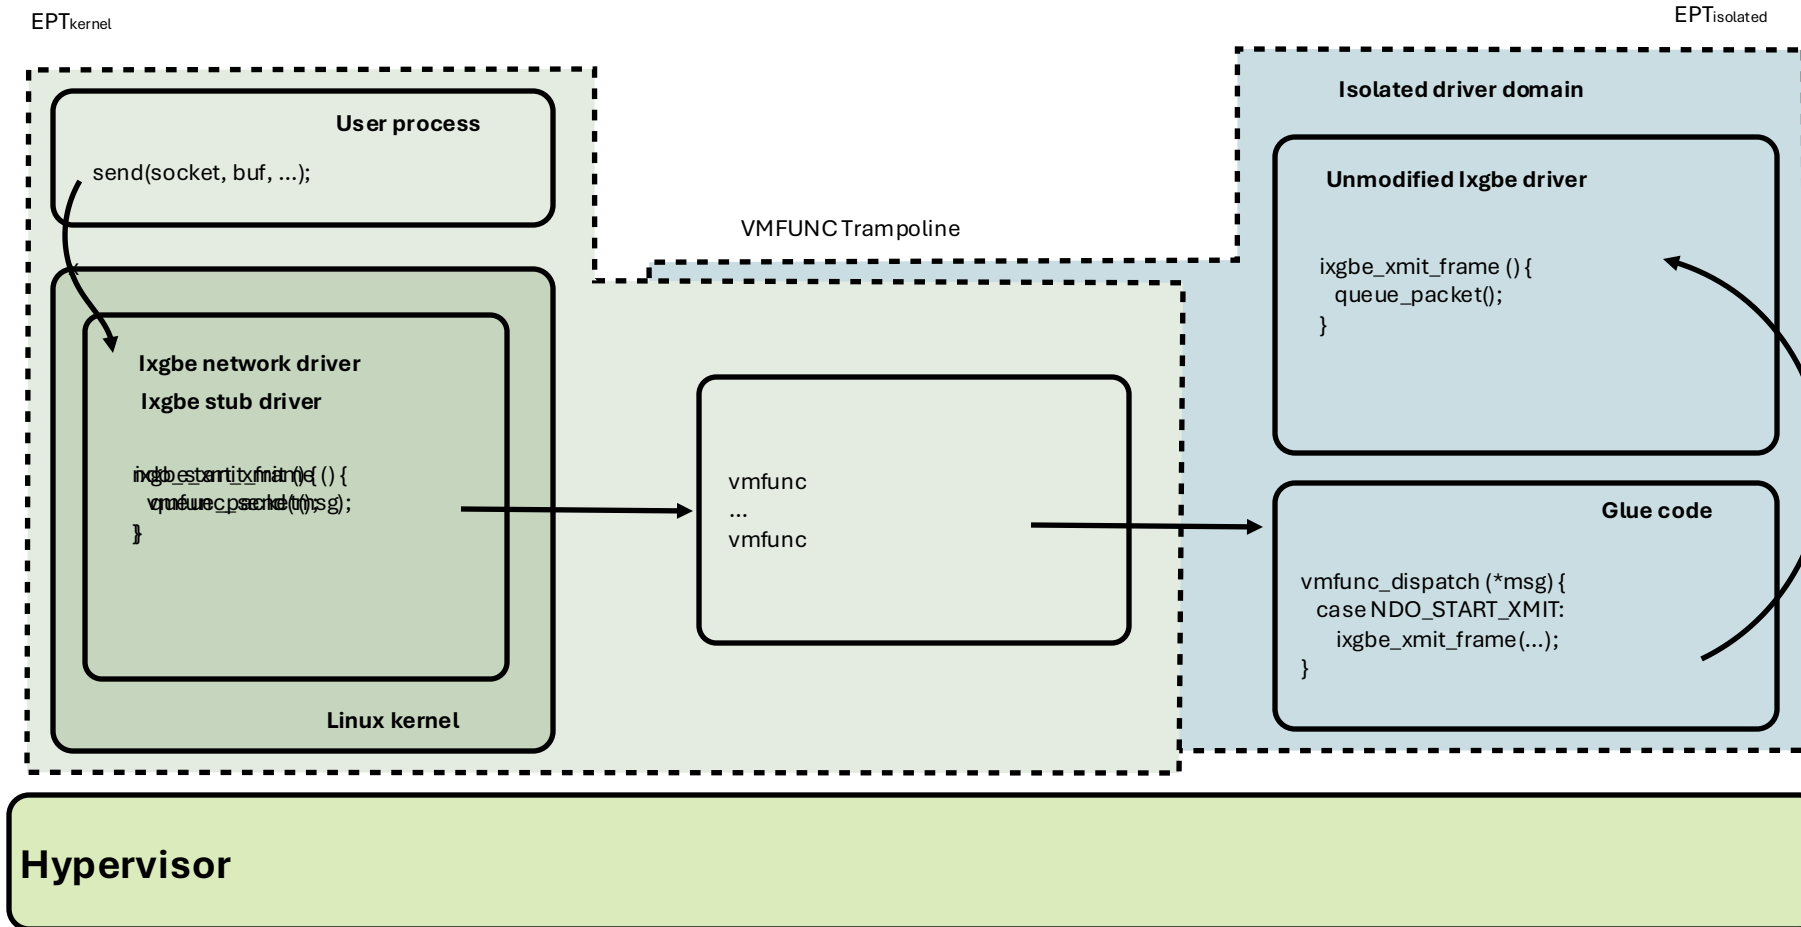 EPTkernel
EPTisolated
User process
send(socket, buf, ...);
Ixgbe network driver
Ixgbe stub driver
}
Linux kernel
VMFUNC Trampoline
vmfunc
...
vmfunc
Isolated driver domain
Unmodified Ixgbe driver
ixgbe_xmit_frame () {
queue_packet();
}
Glue code
vmfunc_dispatch (*msg) {
case NDO_START_XMIT:
ixgbe_xmit_frame(...);
}
Hypervisor